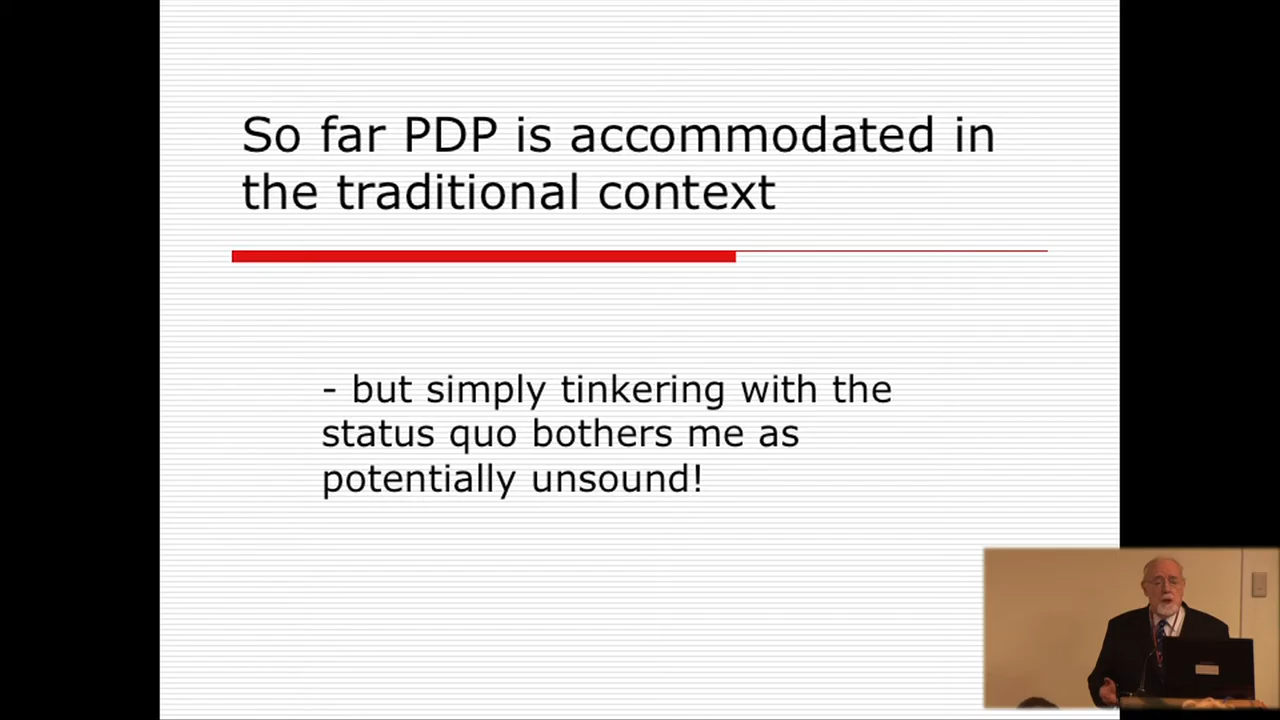 So far PDP is accommodated in
the traditional context
- but simply tinkering with the
status quo bothers me as
potentially unsound!